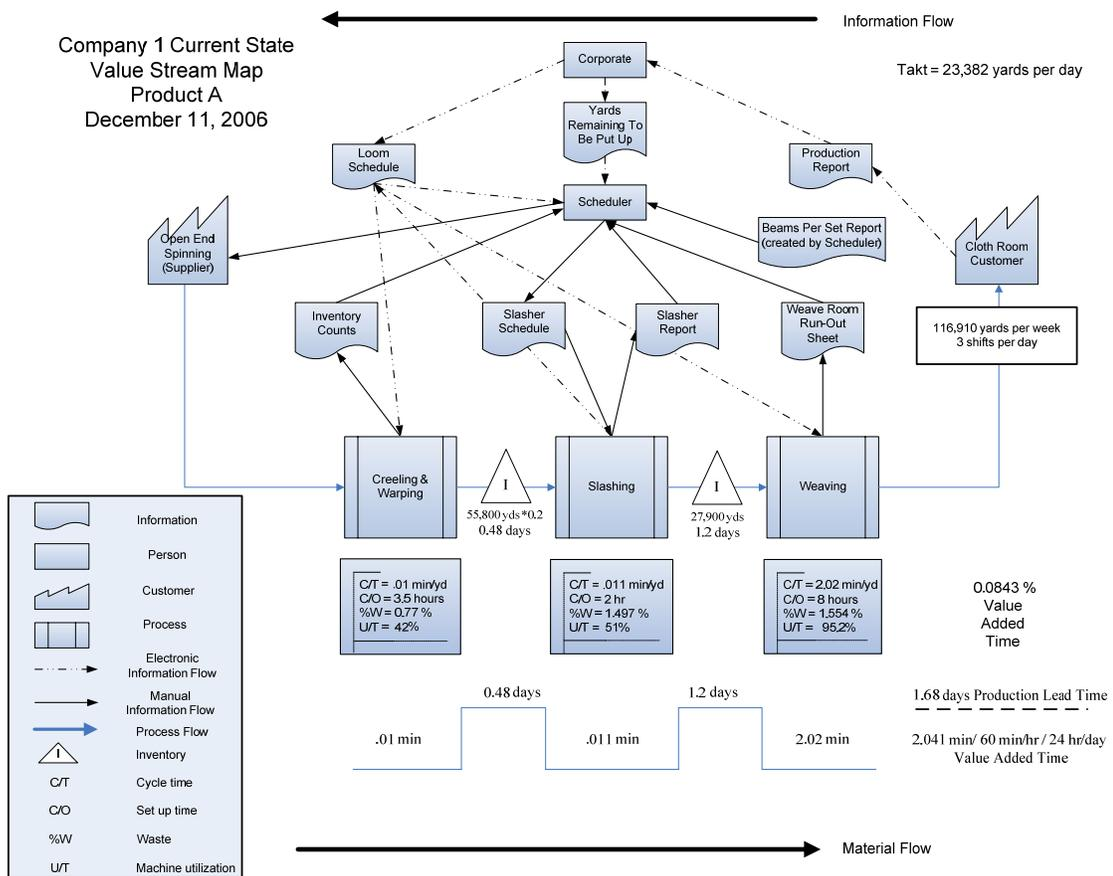 Information Flow
Company 1 Current State
Value Stream Map
Product A
December 11, 2006
Takt = 23,382 yards per day
Corporate
Yards
Remaining To
Be Put Up
Loom
Schedule
Production
Report
Scheduler
Beams Per Set Report
(created by Scheduler)
Open End
Spinning
(Supplier)
Cloth Room
Customer
Inventory
Counts
Slasher
Schedule
Slasher
Report
Weave Room
Run-Out
Sheet
116,910 yards per week
3 shifts per day
Creeling &
Warping
I
55,800 yds*0.2
0.48 days
Slashing
I
27,900 yds
1.2 days
Weaving
C/T = .01 min/yd
C/O = 3.5 hours
%W = 0.77 %
U/T = 42%
C/T = .011 min/yd
C/O = 2 hr
%W = 1.497 %
U/T = 51%
C/T = 2.02 min/yd
C/O = 8 hours
%W = 1.554 %
U/T = 95.2%
0.0843 %
Value
Added
Time
0.48 days
1.2 days
.01 min
.011 min
2.02 min
1.68 days Production Lead Time
2.041 min/ 60 min/hr / 24 hr/day
Value Added Time
Information
Person
Customer
Process
Electronic
Information Flow
Manual
Information Flow
Process Flow
I
Inventory
C/T
Cycle time
C/O
Set up time
%W
Waste
U/T
Machine utilization
Material Flow